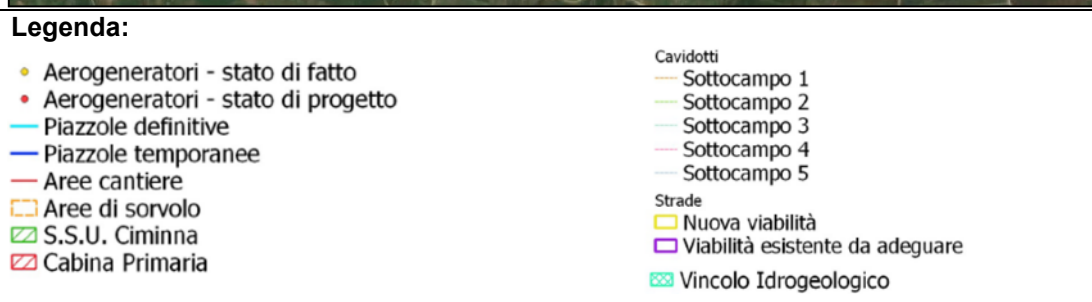 Legenda:
Aerogeneratori - stato di fatto
Aerogeneratori - stato di progetto
Piazzole definitive
Piazzole temporanee
Aree cantiere
Aree di sorvolo
S.S.U. Ciminna
Cabina Primaria
Cavidotti
Sottocampo 1
Sottocampo 2
Sottocampo 3
Sottocampo 4
Sottocampo 5
Strade
Nuova viabilità
Viabilità esistente da adeguare
Vincolo Idrogeologico